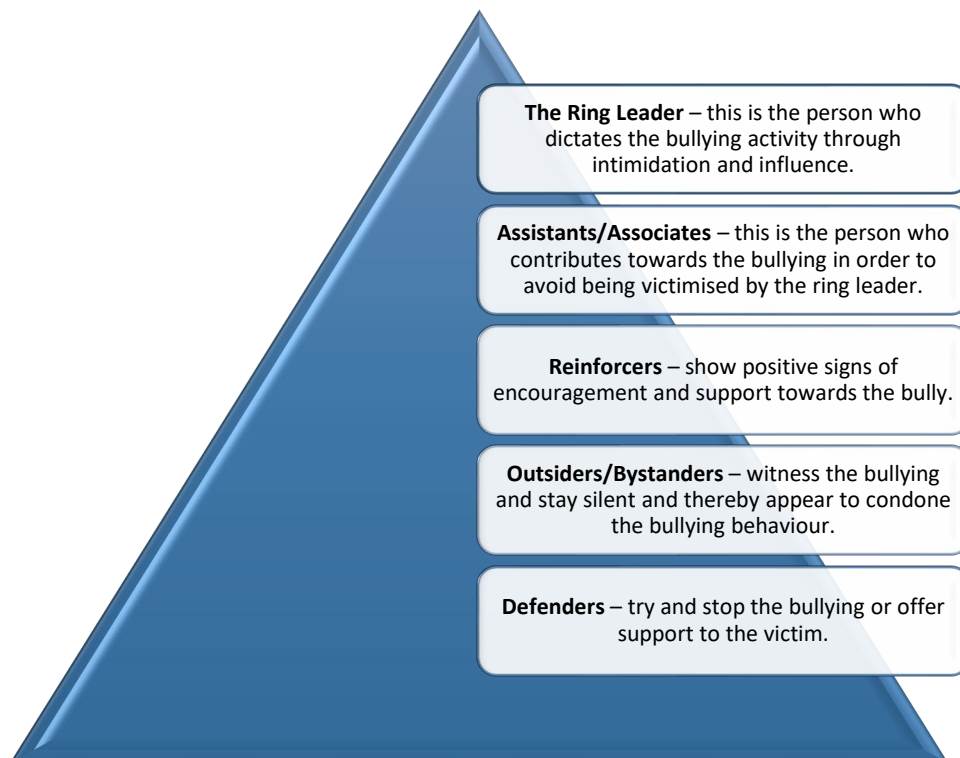 The Ring Leader – this is the person who
dictates the bullying activity through
intimidation and influence.
Assistants/Associates – this is the person who
contributes towards the bullying in order to
avoid being victimised by the ring leader.
Reinforcers – show positive signs of
encouragement and support towards the bully.
Outsiders/Bystanders – witness the bullying
and stay silent and thereby appear to condone
the bullying behaviour.
Defenders – try and stop the bullying or offer
support to the victim.